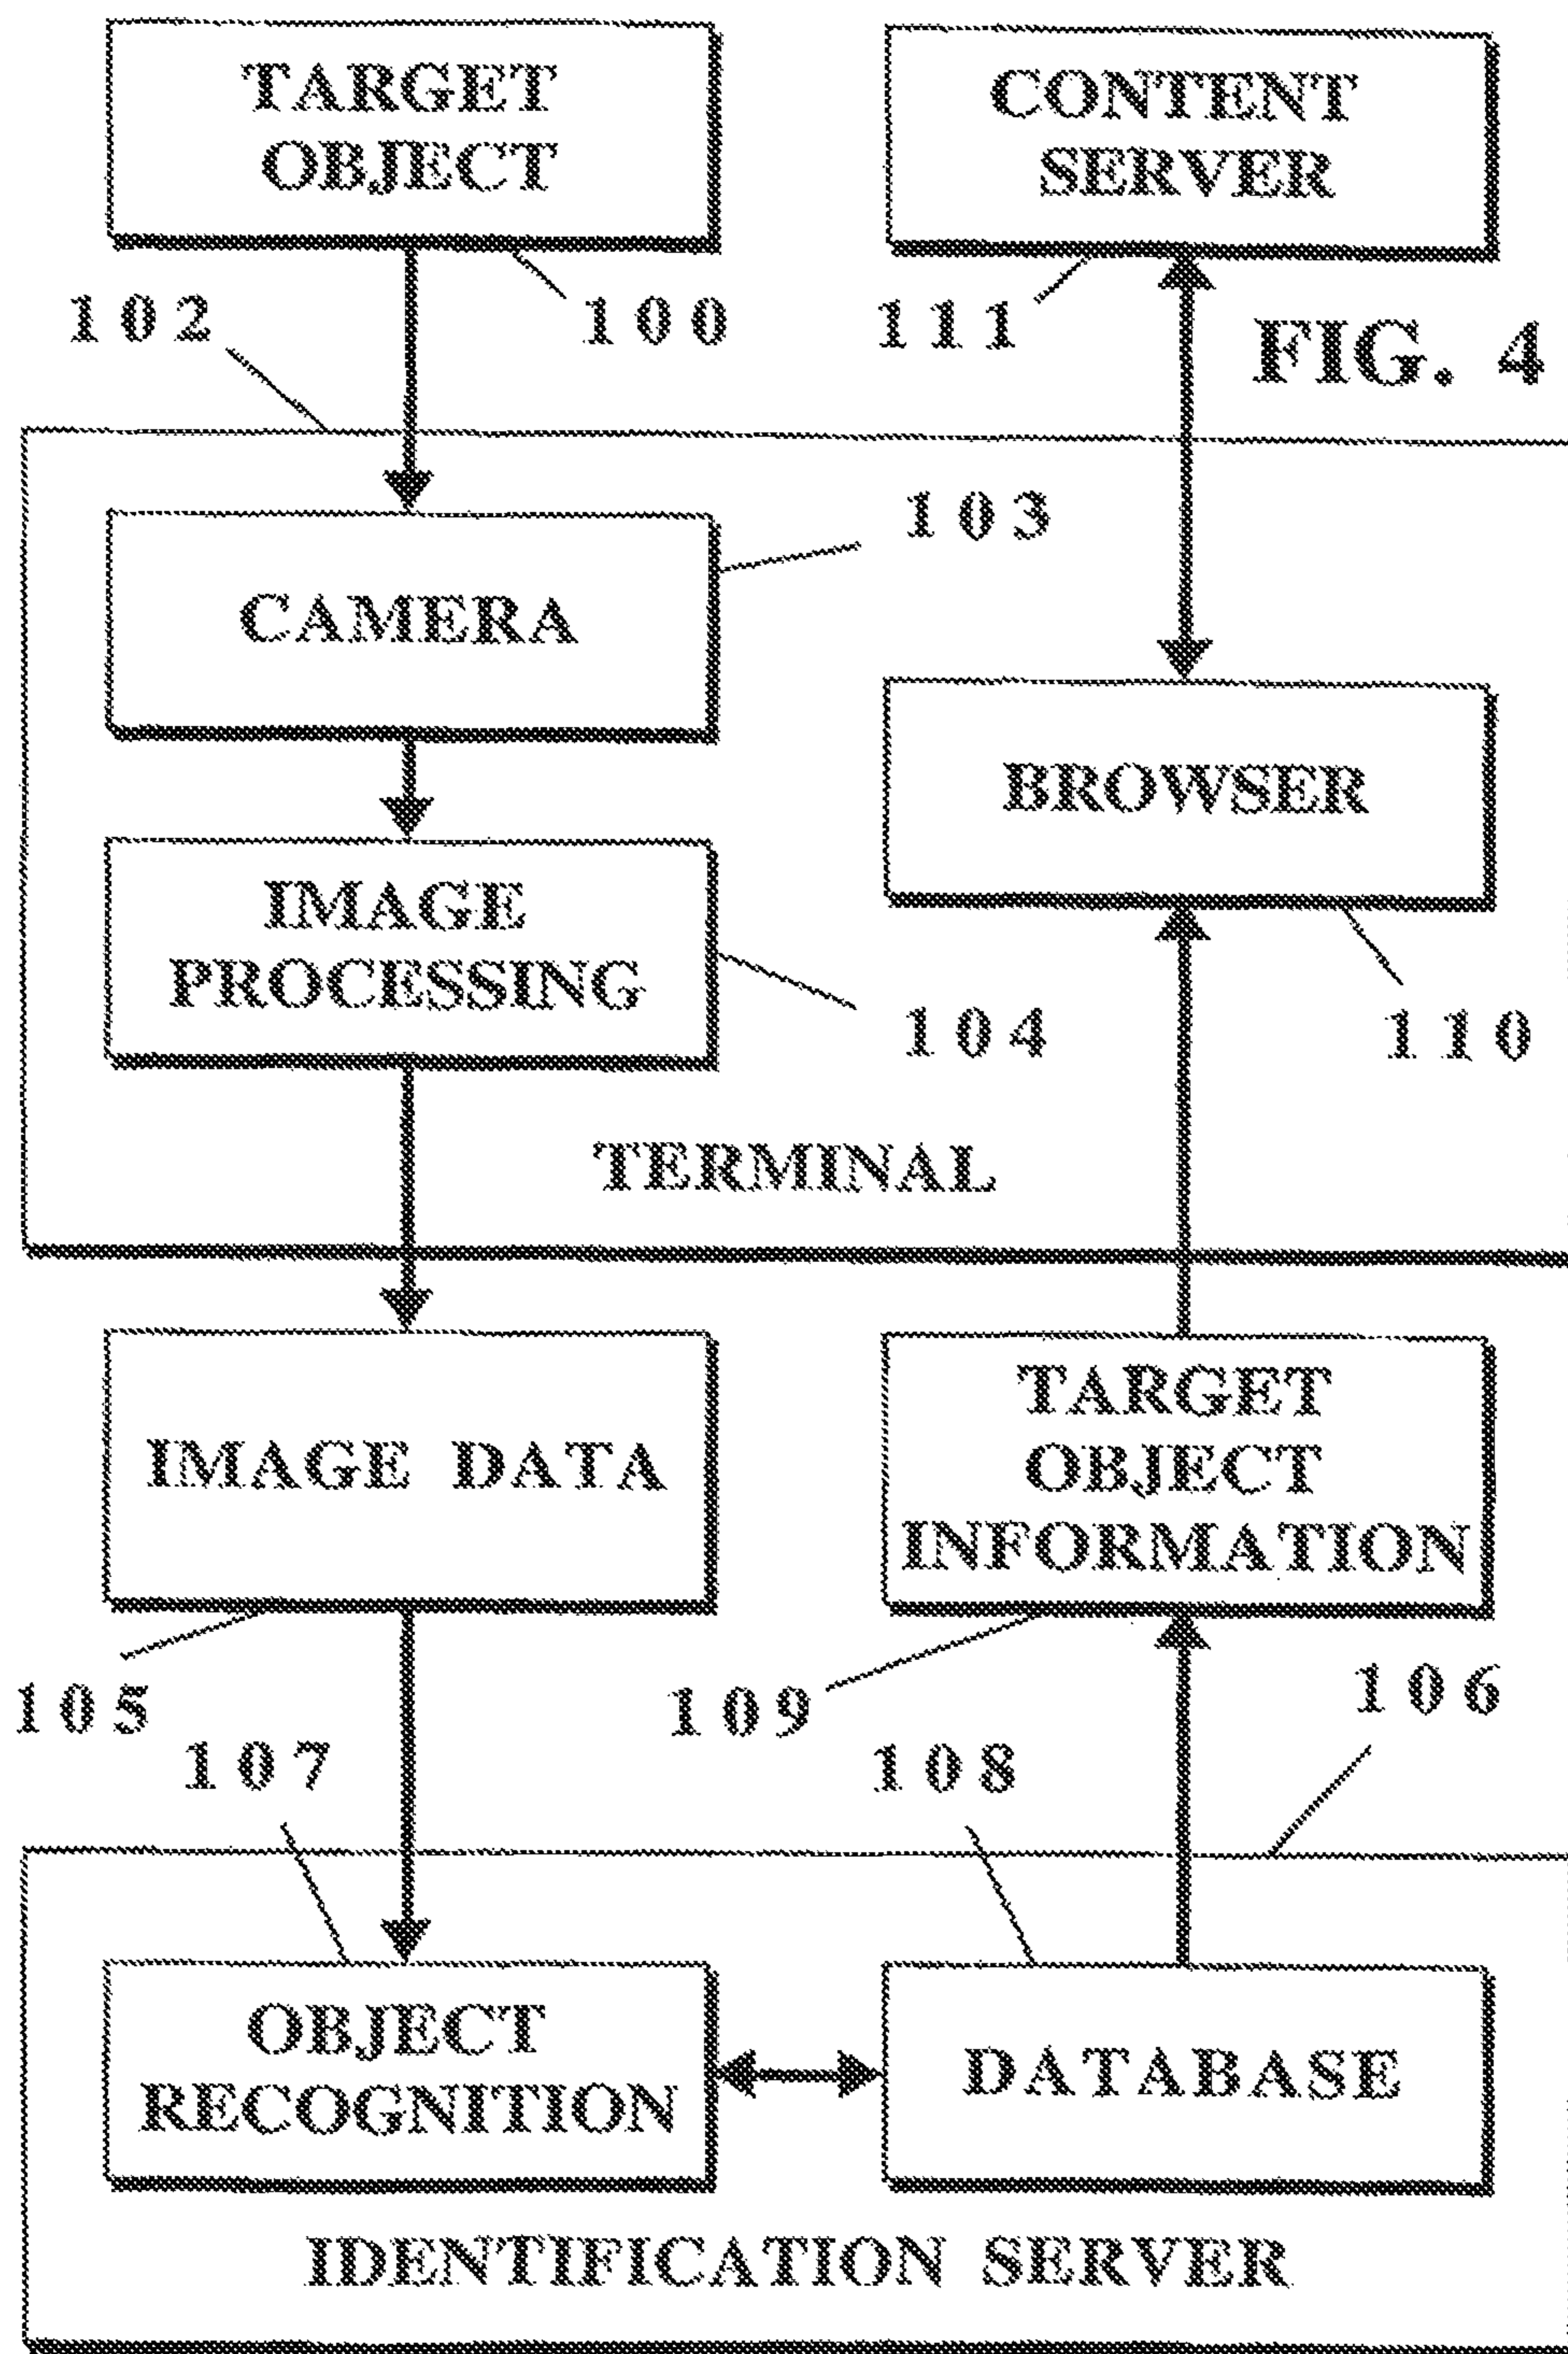 TARGET
OBJECT
CONTENT
SERVER
102
100
111
FIG. 4
103
CAMERA
BROWSER
IMAGE
PROCESSING
104
110
TERMINAL
IMAGE DATA
TARGET
OBJECT
INFORMATION
105
109
106
107
108
OBJECT
RECOGNITION
DATABASE
IDENTIFICATION SERVER